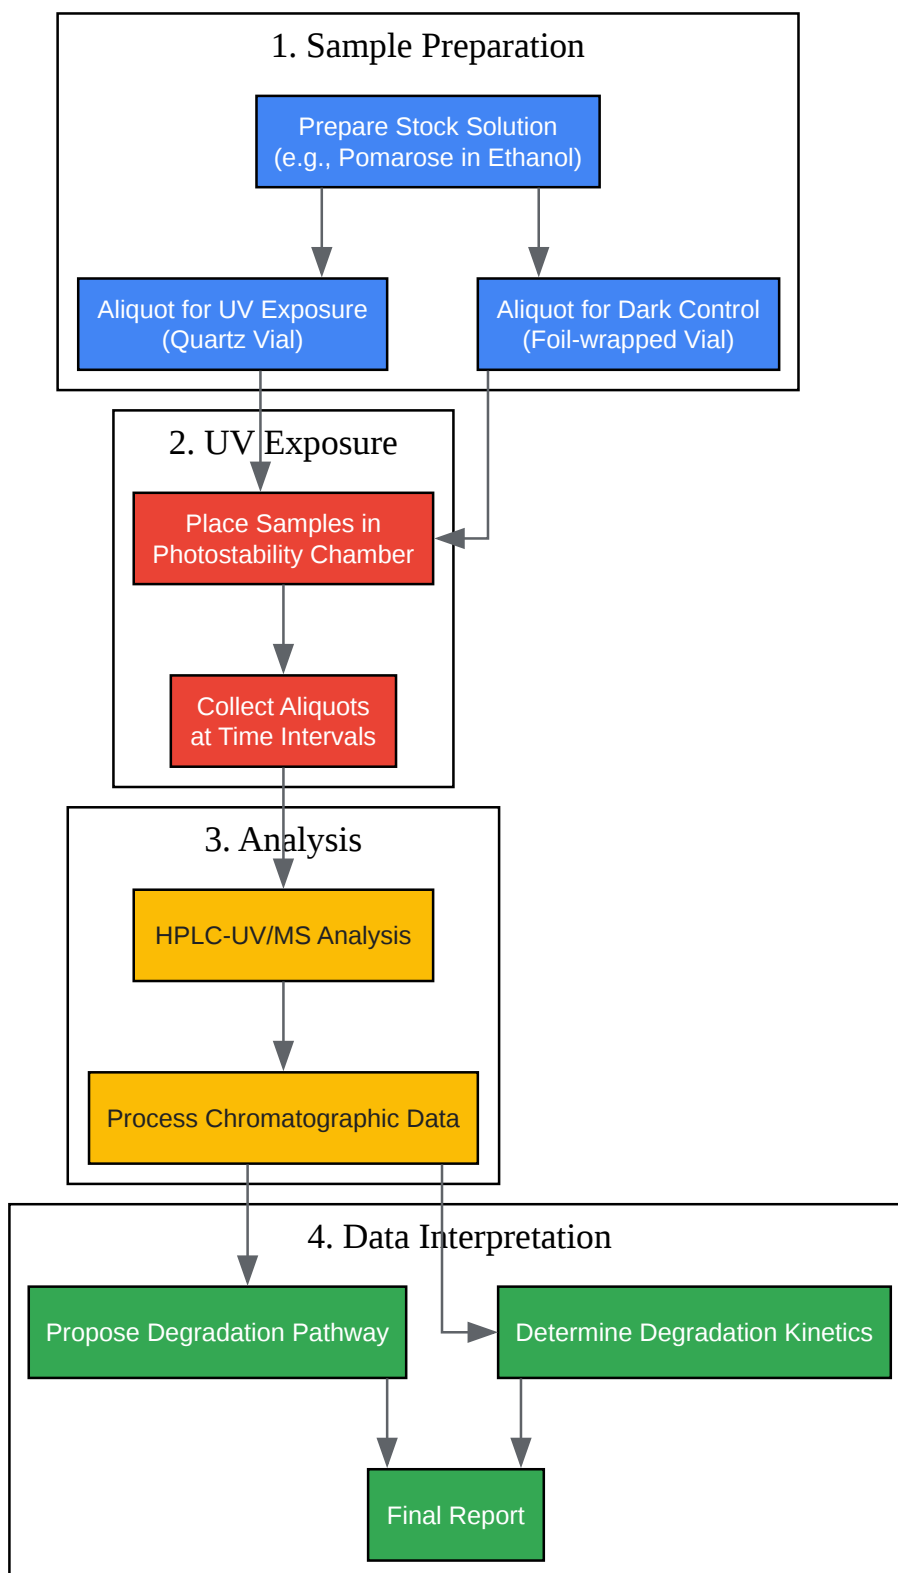 1. Sample Preparation
Prepare Stock Solution
(e.g., Pomarose in Ethanol)
Aliquot for UV Exposure
(Quartz Vial)
Aliquot for Dark Control
(Foil-wrapped Vial)
2. UV Exposure
Place Samples in
Photostability Chamber
Collect Aliquots
at Time Intervals
3. Analysis
HPLC-UV/MS Analysis
Process Chromatographic Data
4. Data Interpretation
Propose Degradation Pathway
Determine Degradation Kinetics
Final Report